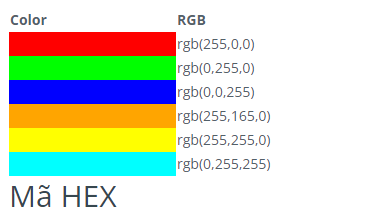 Color RGB
rgb(255,0,0)
rgb(0,255,0)
rgb(0,0,255)
rgb(255,165,0)
rgb(255,255,0)
rgb(0,255,255)
Mã HEX